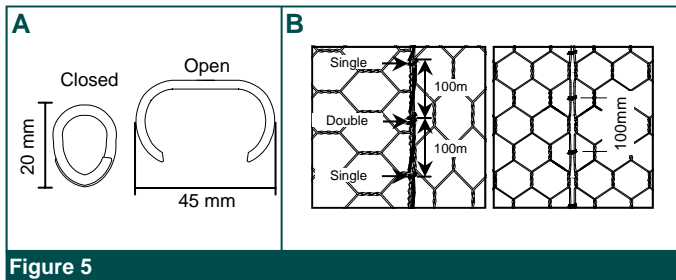 A
Closed
Open
20 mm
45 mm
B
Single
100m
Double
100m
Single
100mm
Figure 5